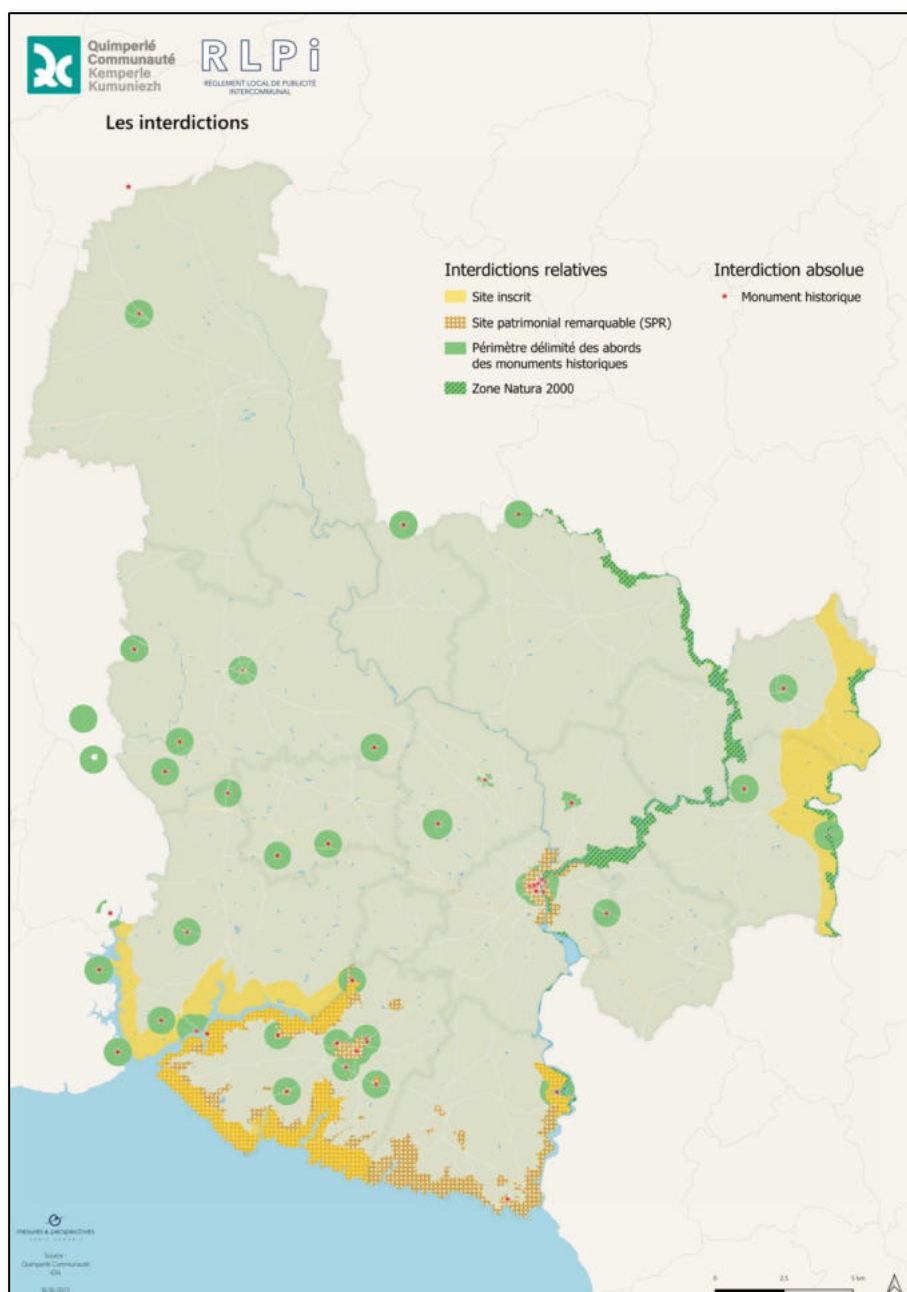 Quimperlé
Communauté
Kemperle
Kumuniezh
RLPi
RÈGLEMENT LOCAL DE PUBLICITÉ
INTERCOMMUNAL
Les interdictions
Interdictions relatives
Site inscrit
Site patrimonial remarquable (SPR)
Périmètre délimité des abords
des monuments historiques
Zone Natura 2000
Interdiction absolue
Monument historique
mesures & perspectives
Source :
Quimperlé Communauté
IGN
0 2,5 5 km